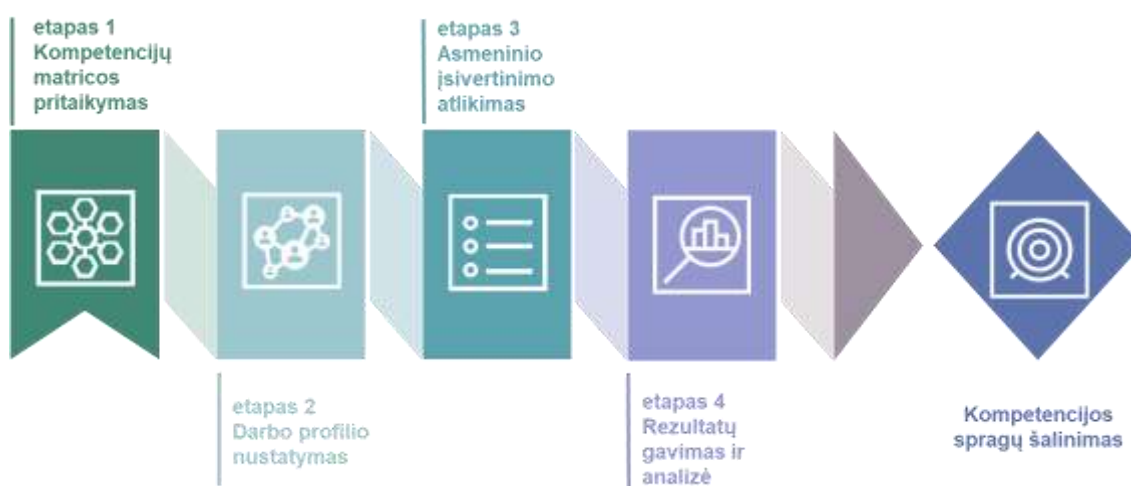 etapas 1
Kompetencijų
matricos
pritaikymas
etapas 2
Darbo profilio
nustatymas
etapas 3
Asmeninio
įsivertinimo
atlikimas
etapas 4
Rezultatų
gavimas ir
analizė
Kompetencijos
spragų šalinimas